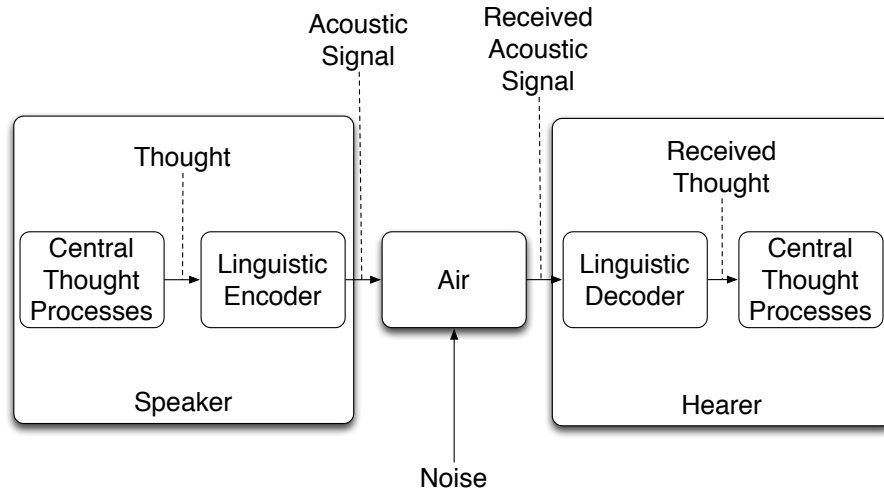 Acoustic
Signal
Received
Acoustic
Signal
Thought
Received
Thought
Central
Thought
Processes
Linguistic
Encoder
Air
Linguistic
Decoder
Central
Thought
Processes
Speaker
Hearer
Noise